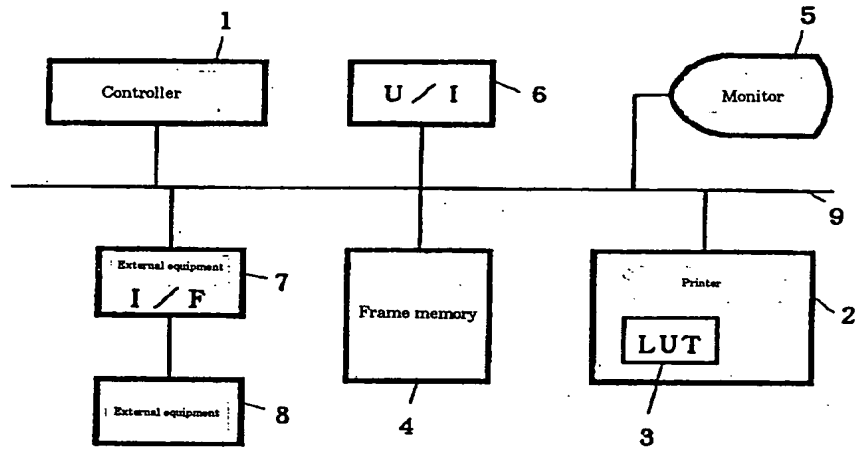 1
5
Controller
U / I
6
Monitor
9
External equipment
I / F
7
Frame memory
Printer
2
LUT
3
External equipment
8
4